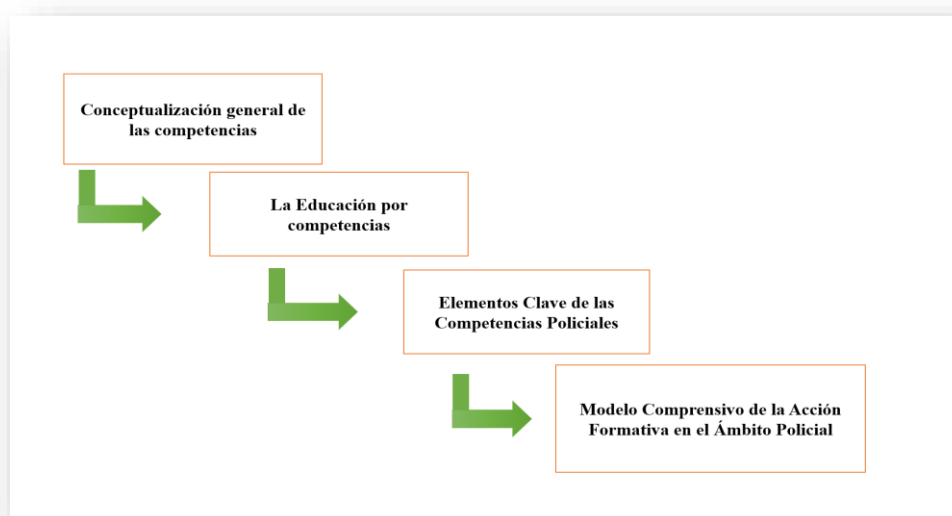 Conceptualización general de
las competencias
La Educación por
competencias
Elementos Clave de las
Competencias Policiales
Modelo Comprensivo de la Acción
Formativa en el Ámbito Policial